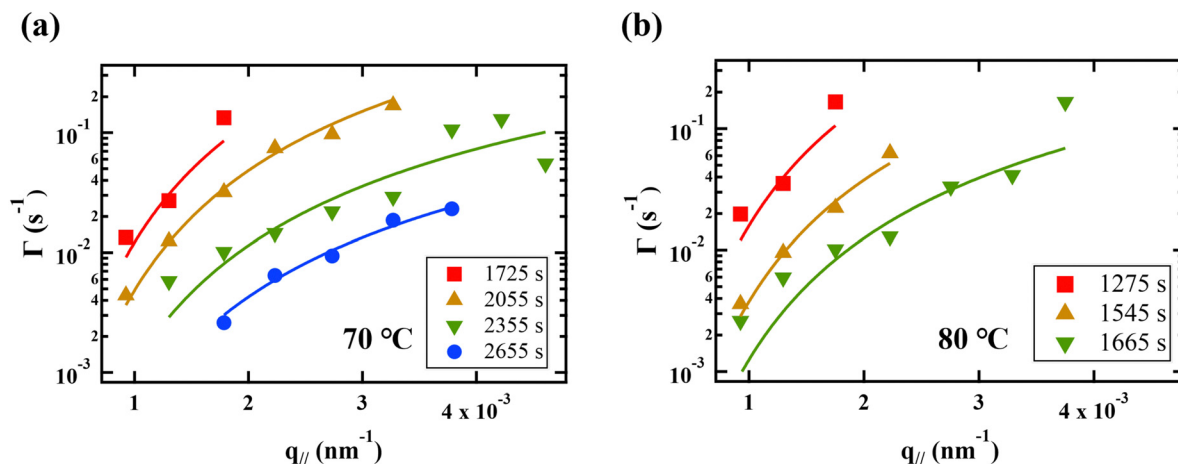 (a)
(b)
2
10⁻¹
6
4
2
10⁻²
6
4
2
10⁻³
Γ (s⁻¹)
1
2
3
4 x 10⁻³
q// (nm⁻¹)
70 °C
1725 s
2055 s
2355 s
2655 s
2
10⁻¹
6
4
2
10⁻²
6
4
2
10⁻³
Γ (s⁻¹)
1
2
3
4 x 10⁻³
q// (nm⁻¹)
80 °C
1275 s
1545 s
1665 s